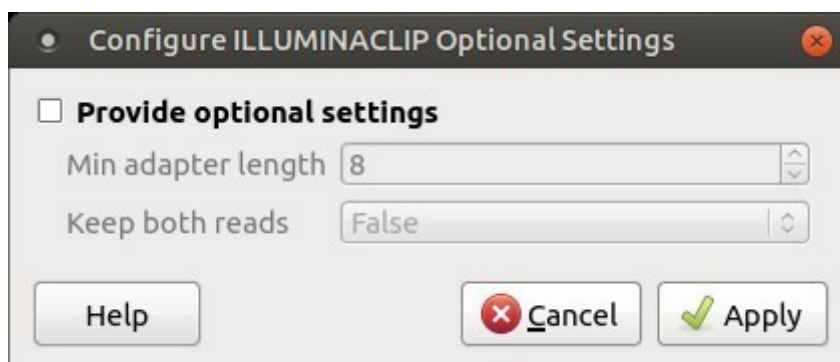 Configure ILLUMINACLIP Optional Settings
Provide optional settings
Min adapter length 8
Keep both reads False
Help Cancel Apply